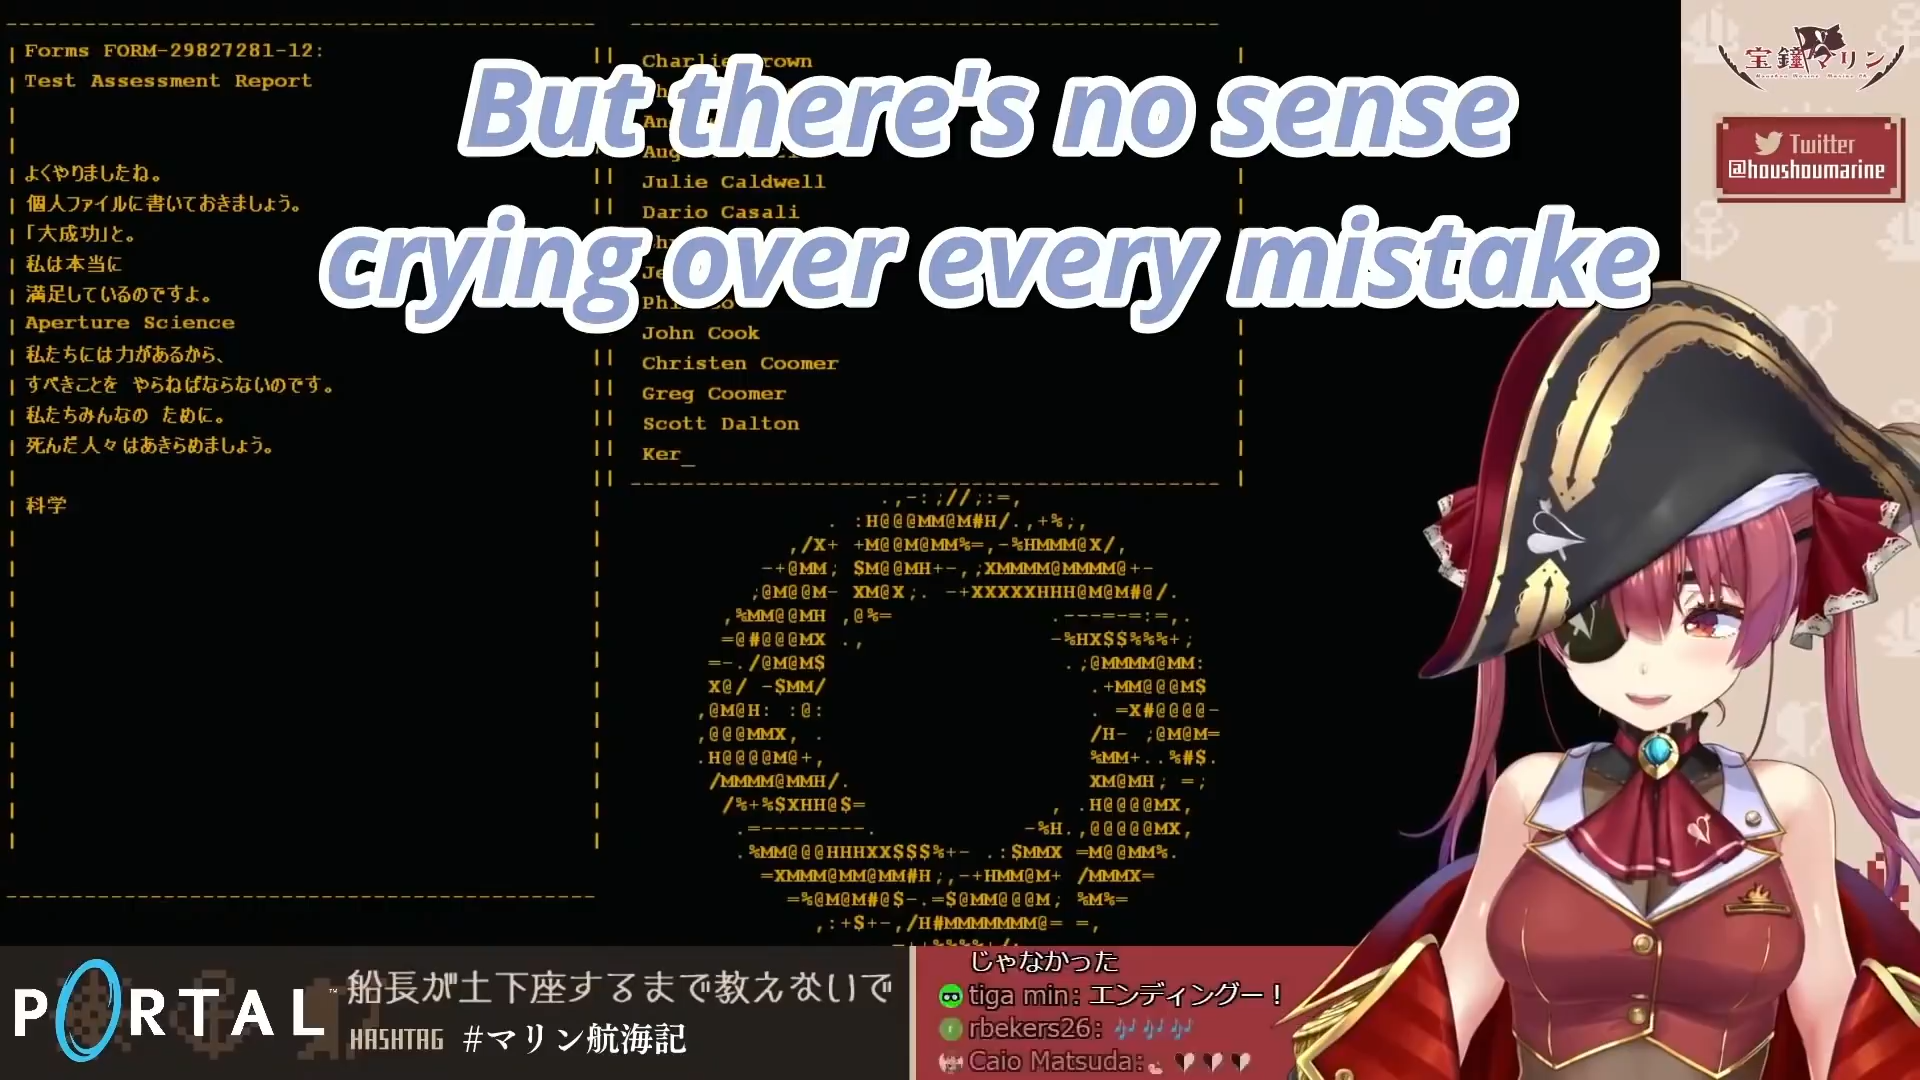 Forms FORM-29827281-12:
Test Assessment Report
よくやりましたね。
個人ファイルに書いておきましょう。
「大成功」と。
私は本当に
満足しているのですよ。
Aperture Science
私たちには力があるから、
すべきことを やらねばならないのです。
私たちみんなの ために。
死んだ人々はあきらめましょう。
科学
But there's no sense
crying over every mistake
Julie Caldwell
Dario Casali
John Cook
Christen Coomer
Greg Coomer
Scott Dalton
Ker_
宝鐘マリン
Twitter
@houshoumarine
PORTAL
船長が土下座するまで教えないで
HASHTAG #マリン航海記
じゃなかった
tiga min: エンディングー！
rbekers26: 🎶🎶🎶
Caio Matsuda: